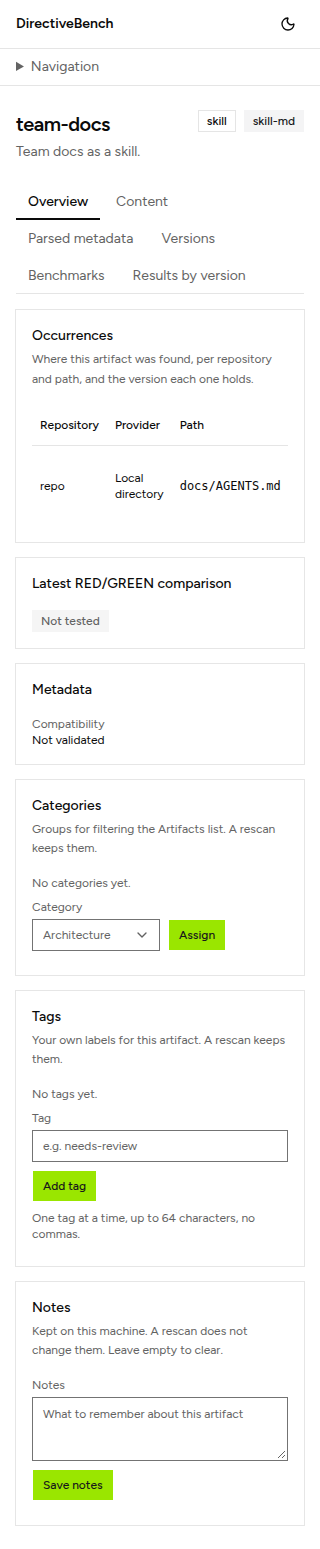 DirectiveBench
Navigation
team-docs
skill
skill-md
Team docs as a skill.
Overview
Content
Parsed metadata
Versions
Benchmarks
Results by version
Occurrences
Where this artifact was found, per repository
and path, and the version each one holds.
Repository
Provider
Path
repo
Local
directory
docs/AGENTS.md
Latest RED/GREEN comparison
Not tested
Metadata
Compatibility
Not validated
Categories
Groups for filtering the Artifacts list. A rescan
keeps them.
No categories yet.
Category
Architecture
Assign
Tags
Your own labels for this artifact. A rescan keeps
them.
No tags yet.
Tag
e.g. needs-review
Add tag
One tag at a time, up to 64 characters, no
commas.
Notes
Kept on this machine. A rescan does not
change them. Leave empty to clear.
Notes
What to remember about this artifact
Save notes